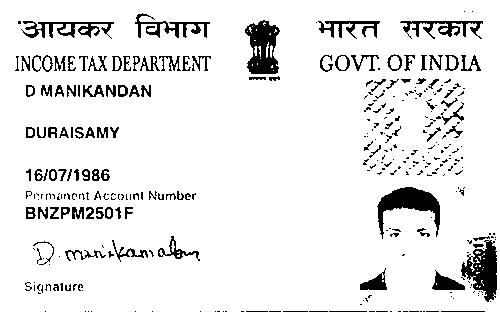 आयकर विभाग
भारत सरकार
INCOME TAX DEPARTMENT
GOVT. OF INDIA
D MANIKANDAN
DURAISAMY
16/07/1986
Permanent Account Number
BNZPM2501F
D. manikandan
Signature